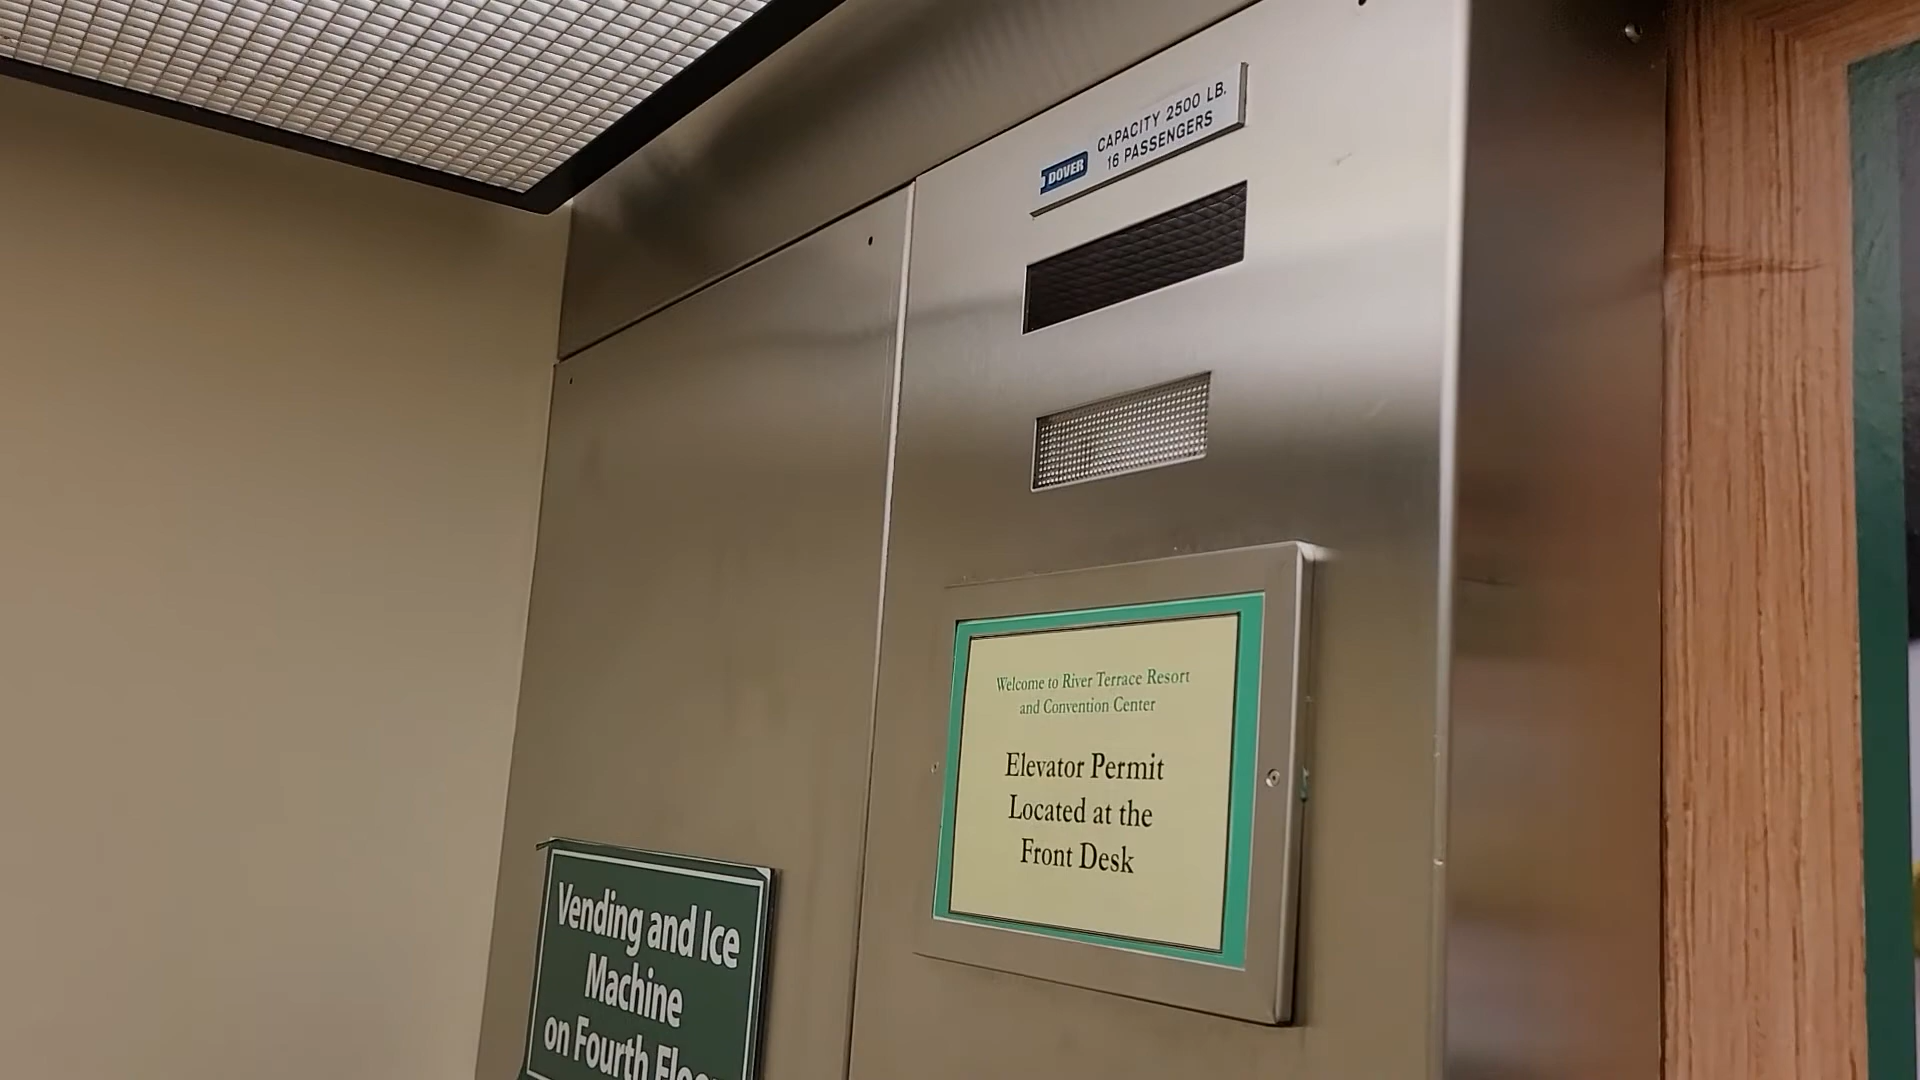 DOVER
CAPACITY 2500 LB.
16 PASSENGERS
Welcome to River Terrace Resort
and Convention Center
Elevator Permit
Located at the
Front Desk
Vending and Ice
Machine
on Fourth